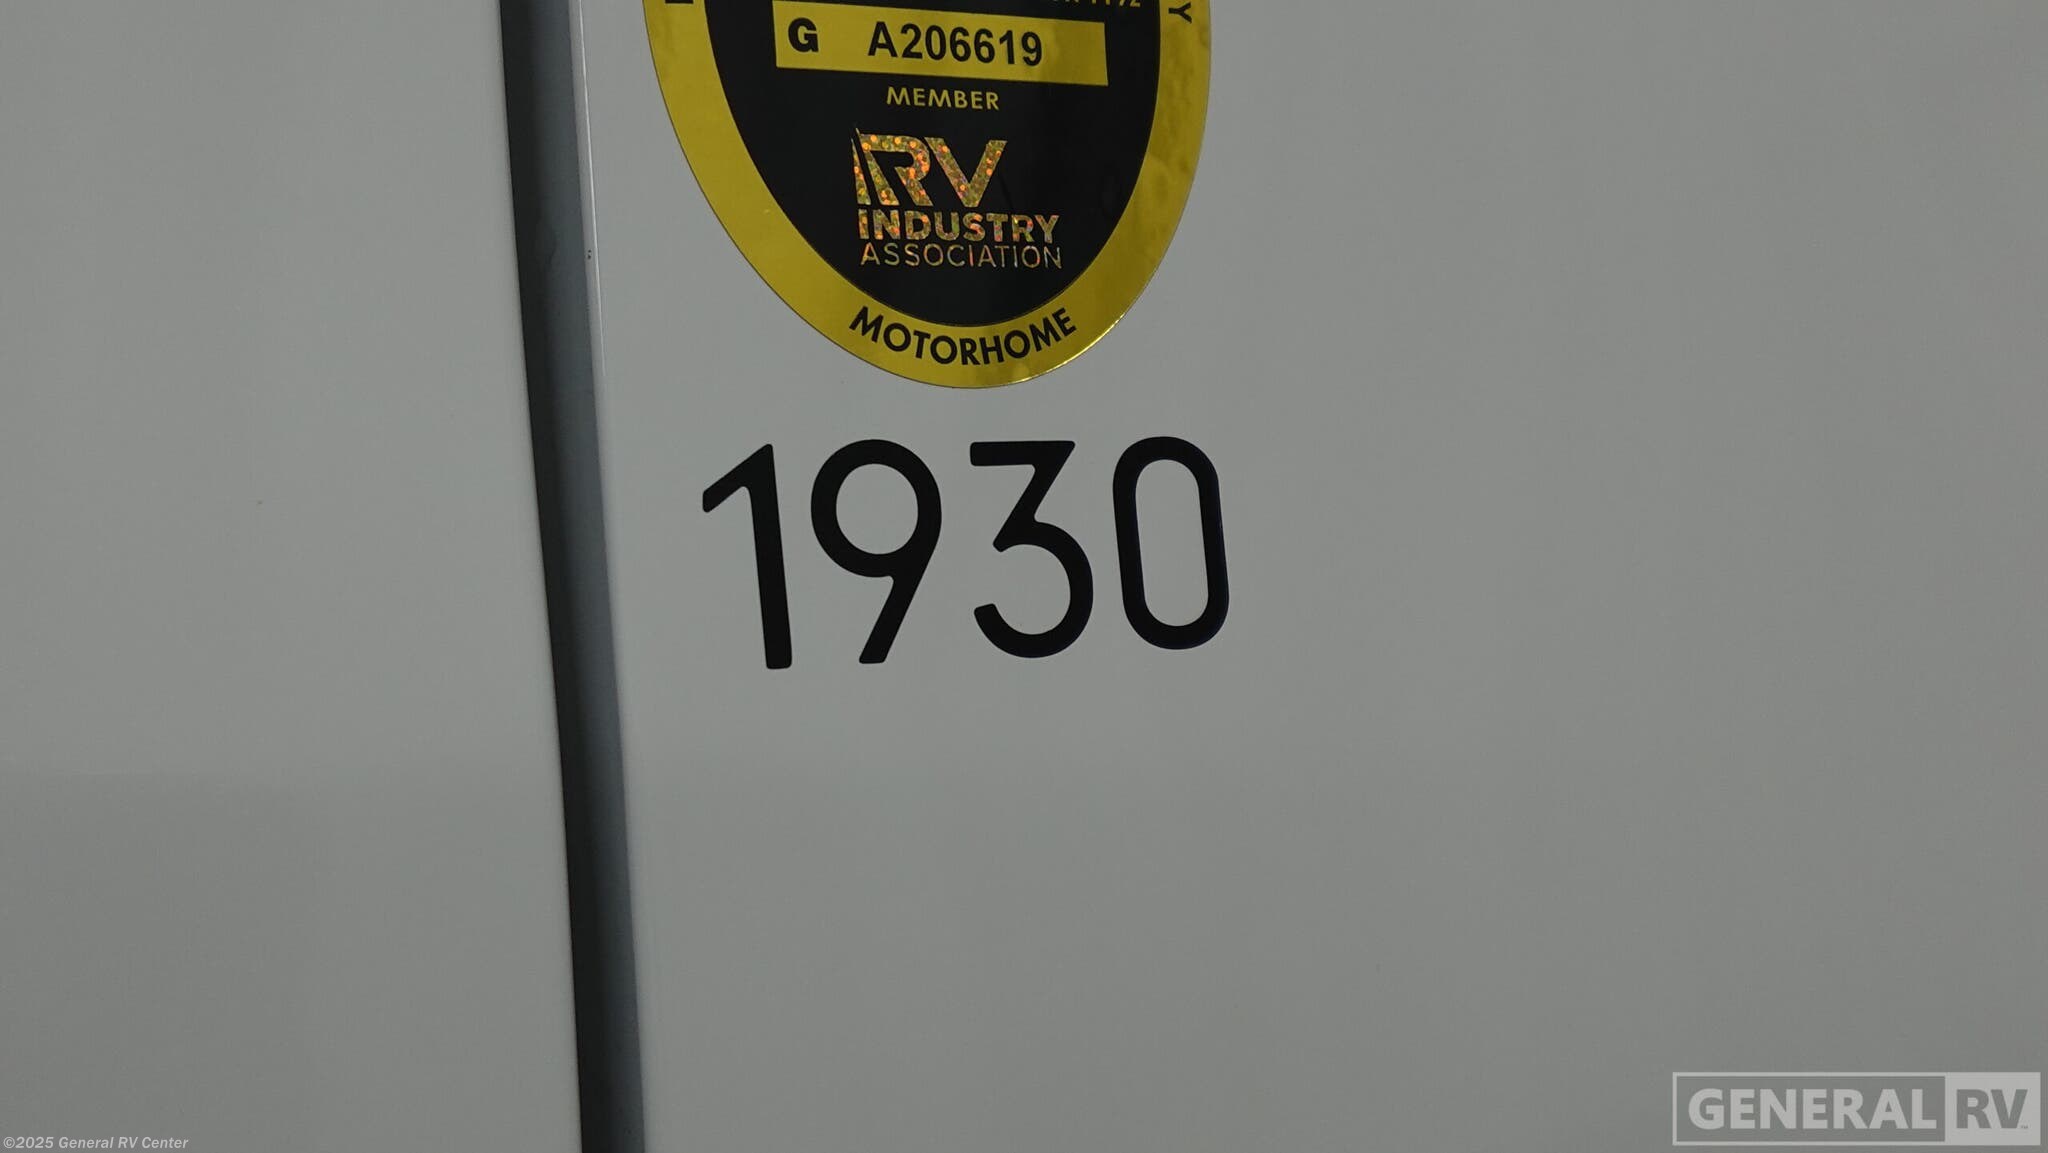 G A206619
MEMBER
RV
INDUSTRY
ASSOCIATION
MOTORHOME
1930
GENERAL RV
©2025 General RV Center